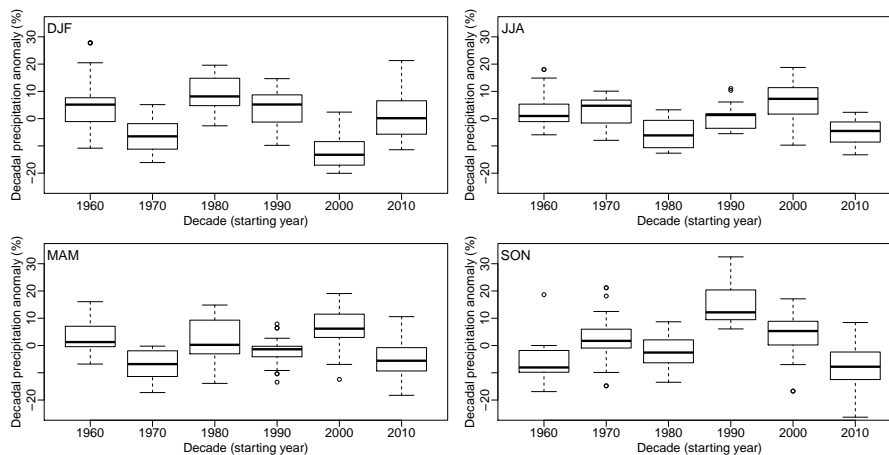 DJF
Decadal precipitation anomaly (%)
30
20
10
0
−20
1960 1970 1980 1990 2000 2010
Decade (starting year)
JJA
Decadal precipitation anomaly (%)
30
20
10
0
−20
1960 1970 1980 1990 2000 2010
Decade (starting year)
MAM
Decadal precipitation anomaly (%)
30
20
10
0
−20
1960 1970 1980 1990 2000 2010
Decade (starting year)
SON
Decadal precipitation anomaly (%)
30
20
10
0
−20
1960 1970 1980 1990 2000 2010
Decade (starting year)